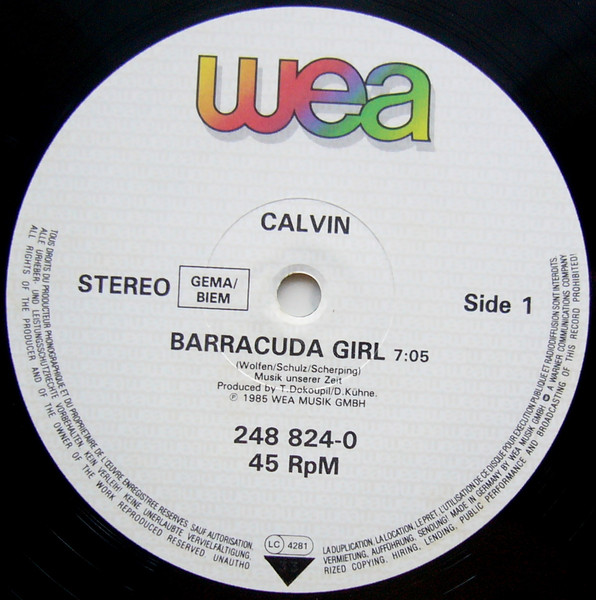 wea
CALVIN
STEREO
GEMA/
BIEM
Side 1
BARRACUDA GIRL 7:05
(Wolfen/Schulz/Scherping)
Musik unserer Zeit
Produced by T. Dokoupil/D. Kühne.
℗ 1985 WEA MUSIK GMBH
248 824-0
45 RpM
LC 4281
TOUS DROITS DU PRODUCTEUR PHONOGRAPHIQUE ET DU PROPRIETAIRE DE L'ŒUVRE ENREGISTREE RESERVES SAUF AUTORISATION, LA DUPLICATION, LA LOCATION, LE PRET, L'UTILISATION DE CE DISQUE POUR EXECUTION PUBLIQUE ET RADIODIFFUSION SONT INTERDITS.
ALLE URHEBER- UND LEISTUNGSSCHUTZRECHTE VORBEHALTEN. KEIN VERLEIH! KEINE UNERLAUBTE VERVIELFÄLTIGUNG, VERMIETUNG, AUFFÜHRUNG, SENDUNG! MADE IN GERMANY BY WEA MUSIK GMBH A WARNER COMMUNICATIONS COMPANY
ALL RIGHTS OF THE PRODUCER AND OF THE OWNER OF THE WORK REPRODUCED RESERVED UNAUTHORIZED COPYING, HIRING, LENDING, PUBLIC PERFORMANCE AND BROADCASTING OF THIS RECORD PROHIBITED!